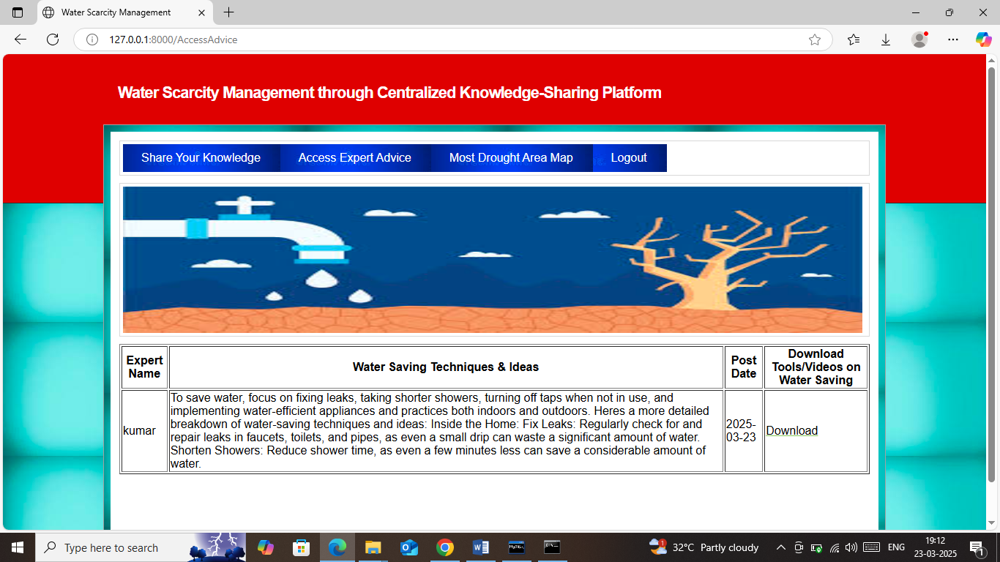 Water Scarcity Management
127.0.0.1:8000/AccessAdvice
Water Scarcity Management through Centralized Knowledge-Sharing Platform
Share Your Knowledge Access Expert Advice Most Drought Area Map Logout
Expert
Name
Water Saving Techniques & Ideas
Post
Date
Download
Tools/Videos on
Water Saving
kumar
To save water, focus on fixing leaks, taking shorter showers, turning off taps when not in use, and
implementing water-efficient appliances and practices both indoors and outdoors. Heres a more detailed
breakdown of water-saving techniques and ideas: Inside the Home: Fix Leaks: Regularly check for and
repair leaks in faucets, toilets, and pipes, as even a small drip can waste a significant amount of water.
Shorten Showers: Reduce shower time, as even a few minutes less can save a considerable amount of
water.
2025-
03-23
Download
Type here to search
1
32°C Partly cloudy
ENG
19:12
23-03-2025
1